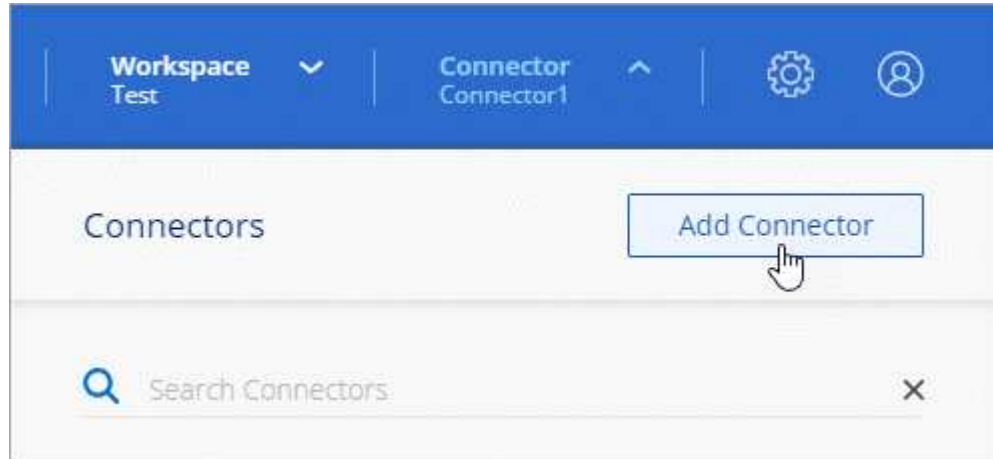 Workspace
Test
Connector
Connector1
Connectors
Add Connector
Search Connectors